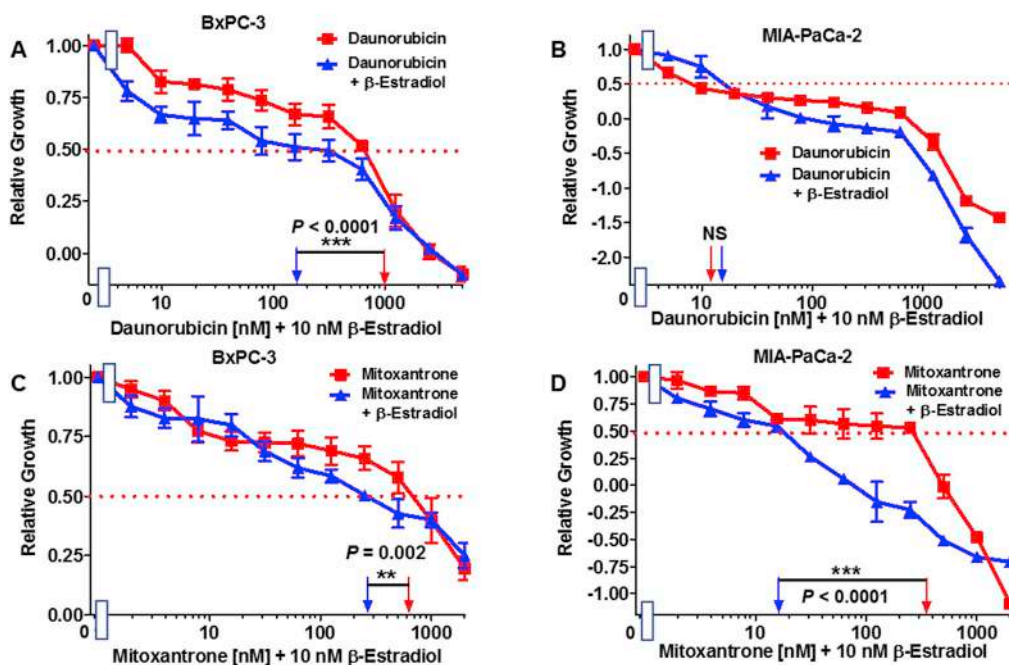 BxPC-3
A
Daunorubicin
Daunorubicin
+ β-Estradiol
Relative Growth
1.00
0.75
0.50
0.25
0.00
P < 0.0001
***
0 10 100 1000
Daunorubicin [nM] + 10 nM β-Estradiol
MIA-PaCa-2
B
Relative Growth
1.0
0.5
0.0
-0.5
-1.0
-1.5
-2.0
Daunorubicin
Daunorubicin
+ β-Estradiol
NS
0 10 100 1000
Daunorubicin [nM] + 10 nM β-Estradiol
BxPC-3
C
Mitoxantrone
Mitoxantrone
+ β-Estradiol
Relative Growth
1.00
0.75
0.50
0.25
0.00
P = 0.002
**
0 10 100 1000
Mitoxantrone [nM] + 10 nM β-Estradiol
MIA-PaCa-2
D
Mitoxantrone
Mitoxantrone
+ β-Estradiol
Relative Growth
1.00
0.75
0.50
0.25
0.00
-0.25
-0.50
-0.75
-1.00
***
P < 0.0001
0 10 100 1000
Mitoxantrone [nM] + 10 nM β-Estradiol